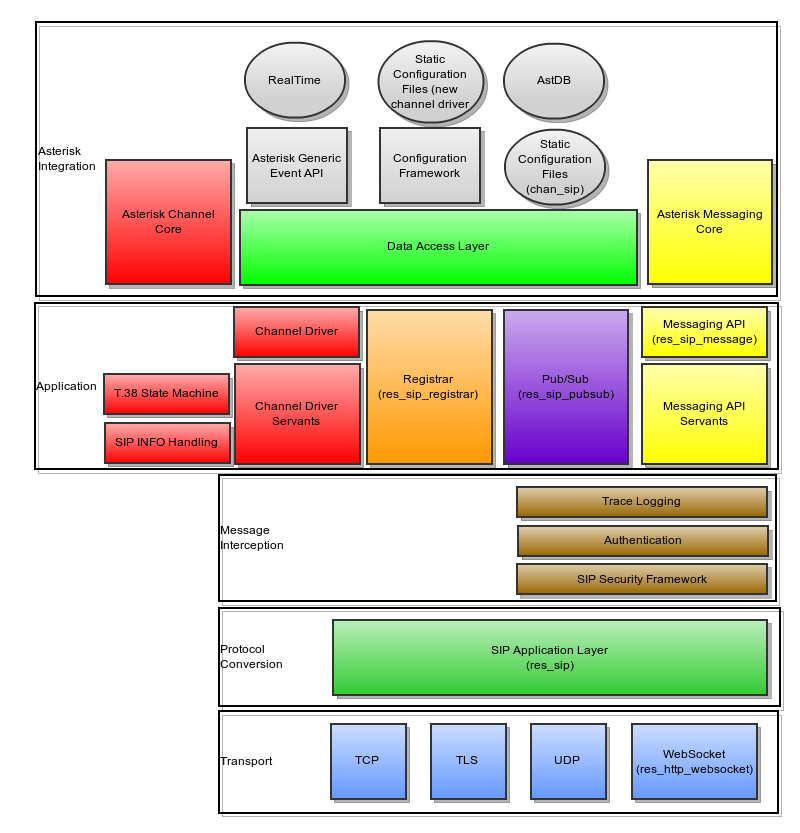 Asterisk
Integration
RealTime
Static
Configuration
Files (new
channel driver
AstDB
Asterisk Generic
Event API
Configuration
Framework
Static
Configuration
Files
(chan_sip)
Asterisk Channel
Core
Data Access Layer
Asterisk Messaging
Core
Application
Channel Driver
T.38 State Machine
SIP INFO Handling
Channel Driver
Servants
Registrar
(res_sip_registrar)
Pub/Sub
(res_sip_pubsub)
Messaging API
(res_sip_message)
Messaging API
Servants
Message
Interception
Trace Logging
Authentication
SIP Security Framework
Protocol
Conversion
SIP Application Layer
(res_sip)
Transport
TCP
TLS
UDP
WebSocket
(res_http_websocket)